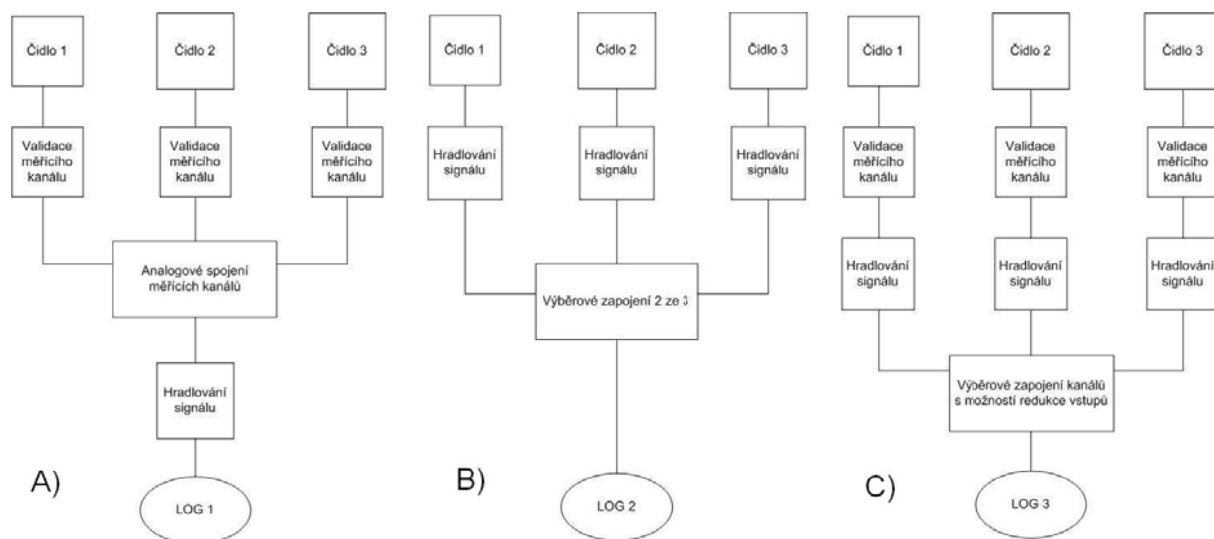 Čidlo 1
Čidlo 2
Čidlo 3
Validace
měřícího
kanálu
Validace
měřícího
kanálu
Validace
měřícího
kanálu
Analogové spojení
měřících kanálů
Hradlování
signálu
A)
LOG 1
Čidlo 1
Čidlo 2
Čidlo 3
Hradlování
signálu
Hradlování
signálu
Hradlování
signálu
Výběrové zapojení 2 ze 3
B)
LOG 2
Čidlo 1
Čidlo 2
Čidlo 3
Validace
měřícího
kanálu
Validace
měřícího
kanálu
Validace
měřícího
kanálu
Hradlování
signálu
Hradlování
signálu
Hradlování
signálu
Výběrové zapojení kanálů
s možností redukce vstupů
C)
LOG 3